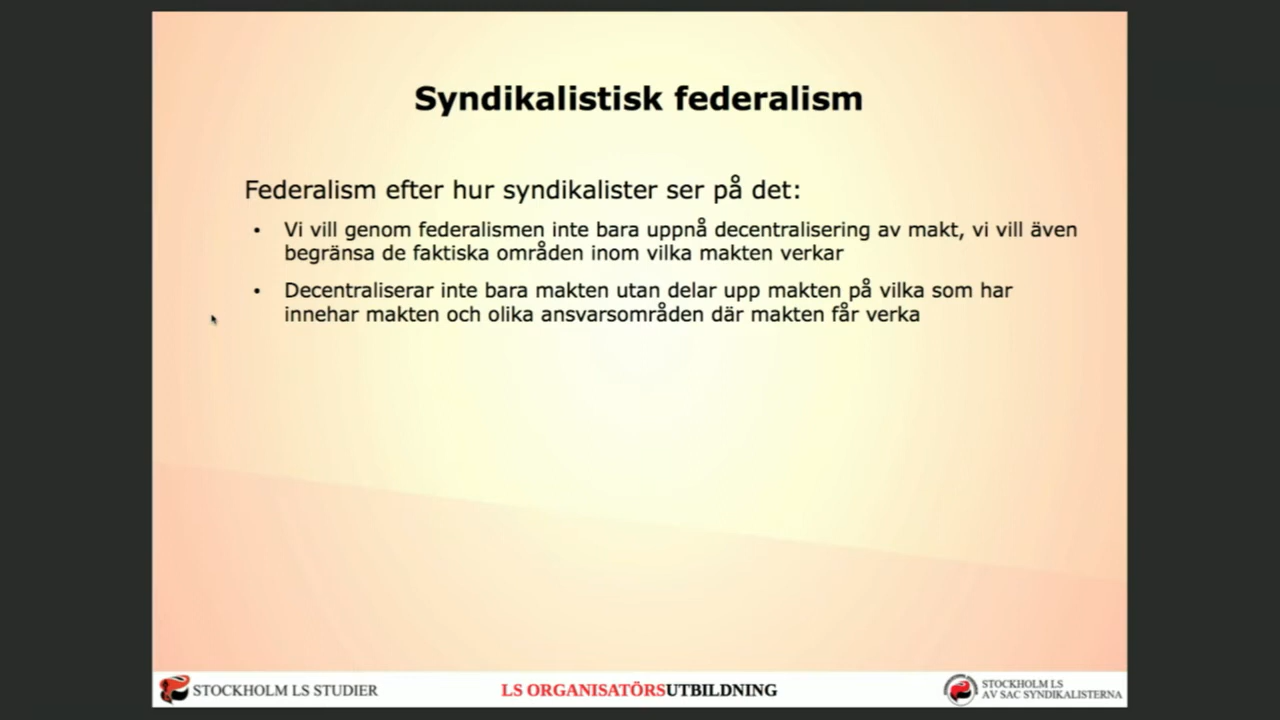 Syndikalistisk federalism
Federalism efter hur syndikalister ser på det:
• Vi vill genom federalismen inte bara uppnå decentralisering av makt, vi vill även
begränsa de faktiska områden inom vilka makten verkar
• Decentraliserar inte bara makten utan delar upp makten på vilka som har
innehar makten och olika ansvarsområden där makten får verka
STOCKHOLM LS STUDIER
LS ORGANISATÖRSUTBILDNING
STOCKHOLM LS
AV SAC SYNDIKALISTERNA